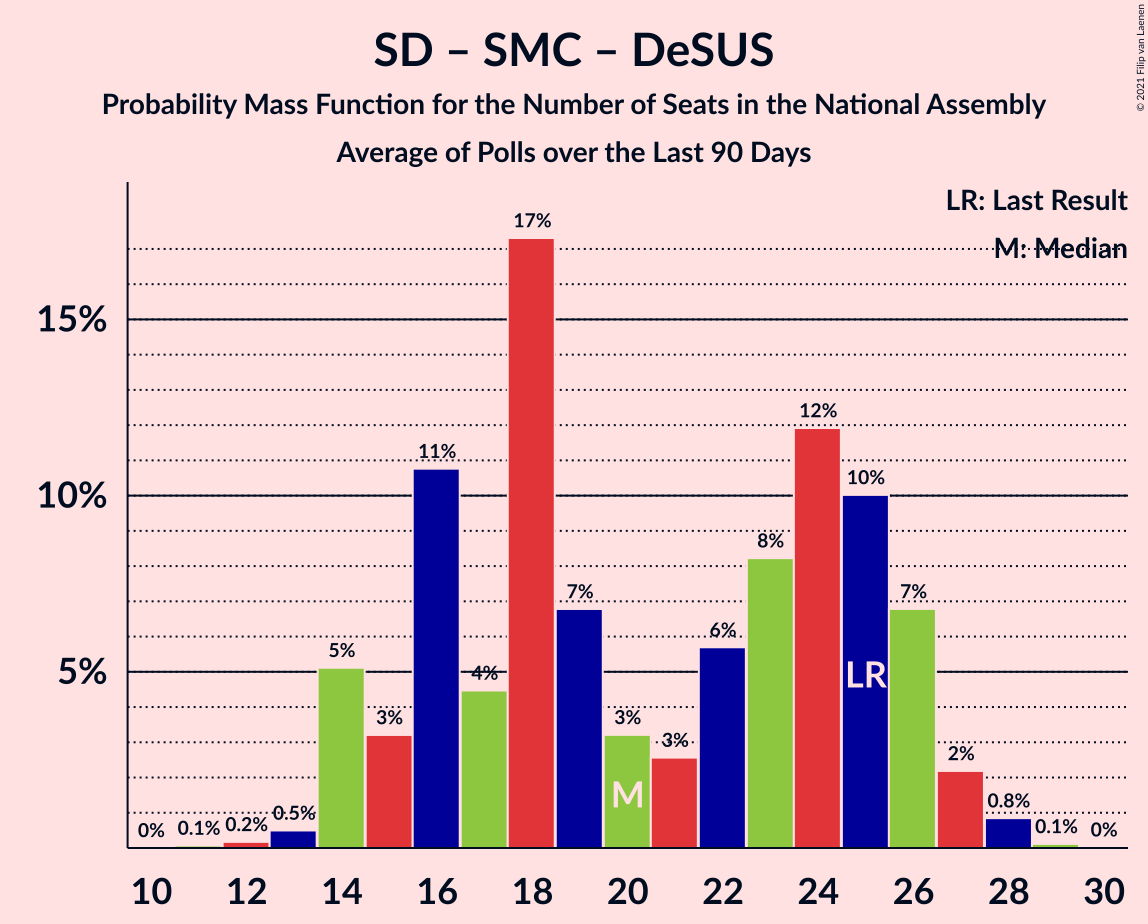 SD – SMC – DeSUS
Probability Mass Function for the Number of Seats in the National Assembly
Average of Polls over the Last 90 Days
© 2021 Filip van Laenen
LR: Last Result
M: Median
15%
10%
5%
0%
0.1%
0.2%
0.5%
5%
3%
11%
4%
17%
7%
3%
3%
6%
8%
12%
10%
7%
2%
0.8%
0.1%
0%
M
LR
10 12 14 16 18 20 22 24 26 28 30